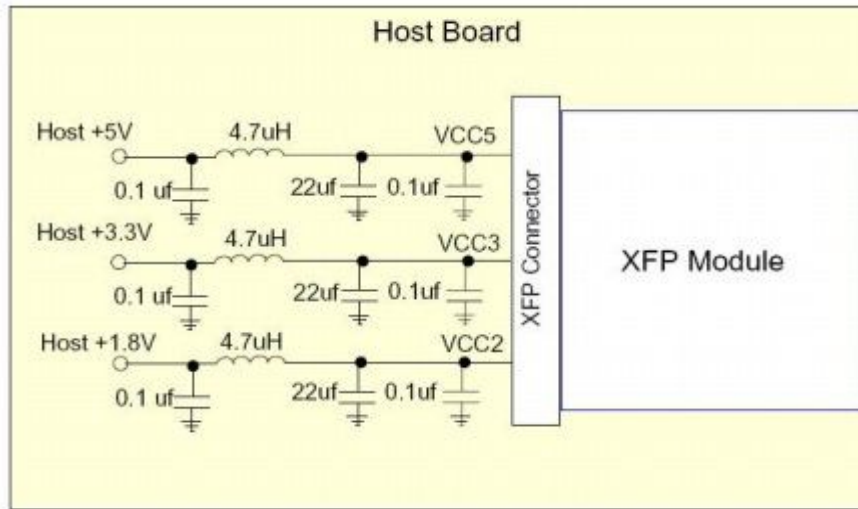 Host Board
Host +5V
4.7uH
VCC5
0.1 uf
22uf
0.1uf
Host +3.3V
4.7uH
VCC3
0.1 uf
22uf
0.1uf
Host +1.8V
4.7uH
VCC2
0.1 uf
22uf
0.1uf
XFP Connector
XFP Module